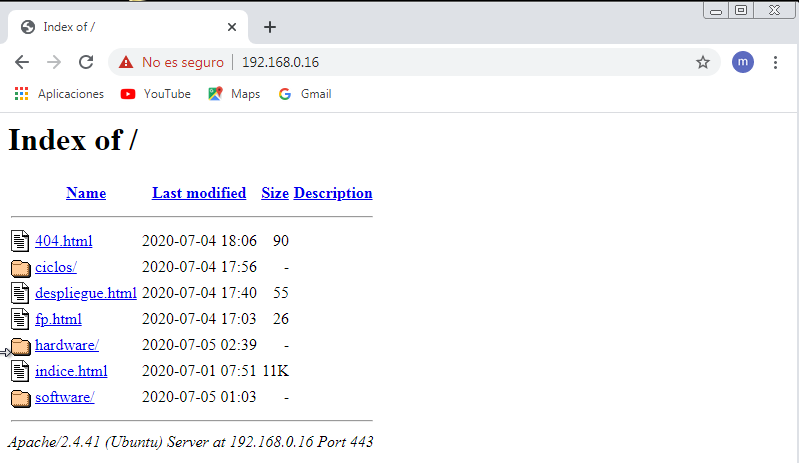 Index of /
No es seguro 192.168.0.16 m
Aplicaciones YouTube Maps Gmail
Index of /
Name Last modified Size Description
404.html 2020-07-04 18:06 90
ciclos/ 2020-07-04 17:56 -
despliegue.html 2020-07-04 17:40 55
fp.html 2020-07-04 17:03 26
hardware/ 2020-07-05 02:39 -
indice.html 2020-07-01 07:51 11K
software/ 2020-07-05 01:03 -
Apache/2.4.41 (Ubuntu) Server at 192.168.0.16 Port 443